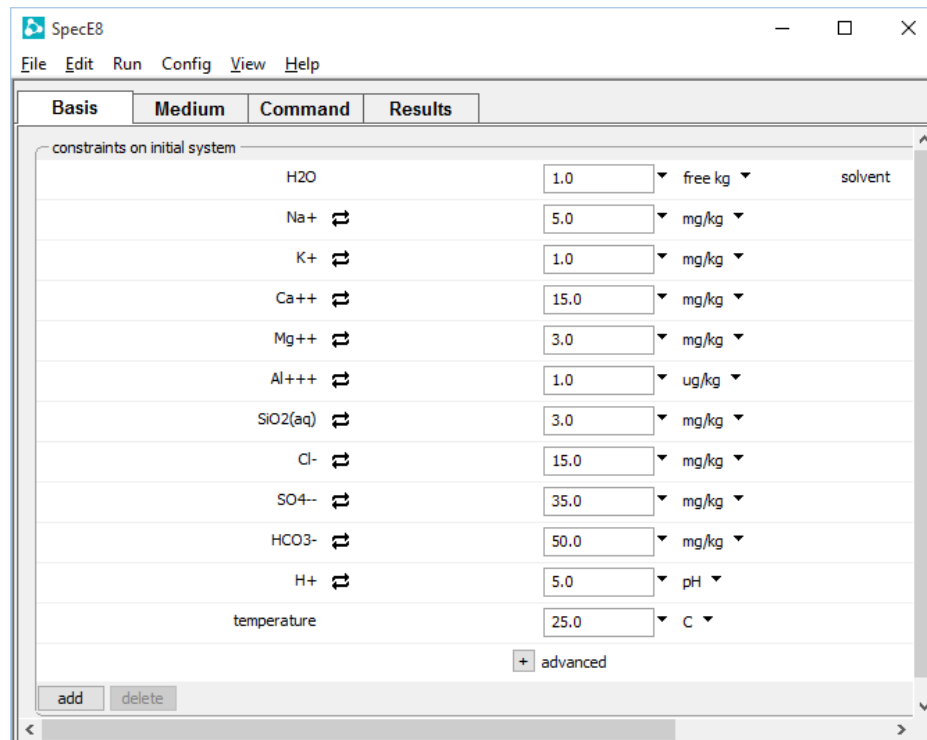 SpecE8
File Edit Run Config View Help
Basis Medium Command Results
constraints on initial system
H2O 1.0 free kg solvent
Na+ 5.0 mg/kg
K+ 1.0 mg/kg
Ca++ 15.0 mg/kg
Mg++ 3.0 mg/kg
Al+++ 1.0 ug/kg
SiO2(aq) 3.0 mg/kg
Cl- 15.0 mg/kg
SO4-- 35.0 mg/kg
HCO3- 50.0 mg/kg
H+ 5.0 pH
temperature 25.0 C
+ advanced
add delete